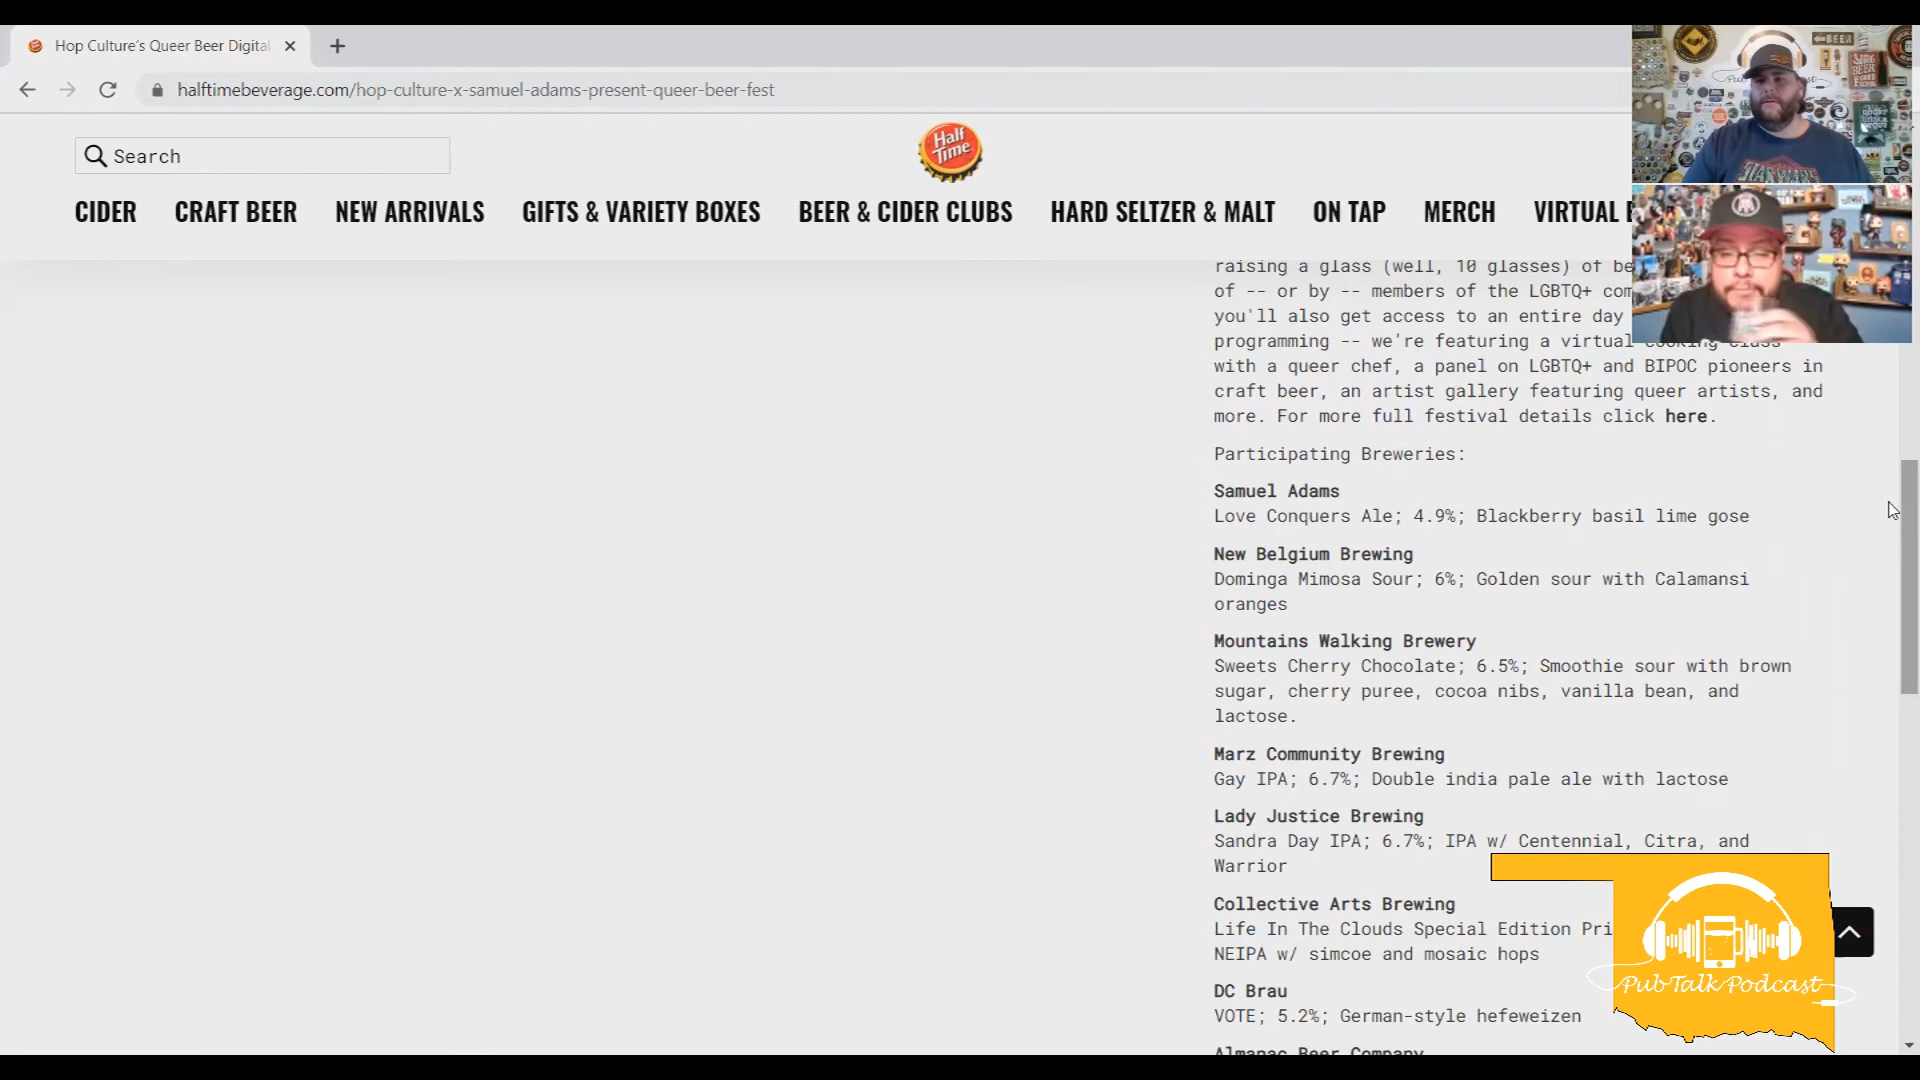 Hop Culture's Queer Beer Digital
halftimebeverage.com/hop-culture-x-samuel-adams-present-queer-beer-fest
Search
Half Time
CIDER
CRAFT BEER
NEW ARRIVALS
GIFTS & VARIETY BOXES
BEER & CIDER CLUBS
HARD SELTZER & MALT
ON TAP
MERCH
VIRTUAL
raising a glass (well, 10 glasses) of
of -- or by -- members of the LGBTQ+
you'll also get access to an entire day
programming -- we're featuring a virtual cooking class
with a queer chef, a panel on LGBTQ+ and BIPOC pioneers in
craft beer, an artist gallery featuring queer artists, and
more. For more full festival details click here.
Participating Breweries:
Samuel Adams
Love Conquers Ale; 4.9%; Blackberry basil lime gose
New Belgium Brewing
Dominga Mimosa Sour; 6%; Golden sour with Calamansi
oranges
Mountains Walking Brewery
Sweets Cherry Chocolate; 6.5%; Smoothie sour with brown
sugar, cherry puree, cocoa nibs, vanilla bean, and
lactose.
Marz Community Brewing
Gay IPA; 6.7%; Double india pale ale with lactose
Lady Justice Brewing
Sandra Day IPA; 6.7%; IPA w/ Centennial, Citra, and
Warrior
Collective Arts Brewing
Life In The Clouds Special Edition Pri
NEIPA w/ simcoe and mosaic hops
DC Brau
VOTE; 5.2%; German-style hefeweizen
Almanac Beer Company
PubTalkPodcast
BEER